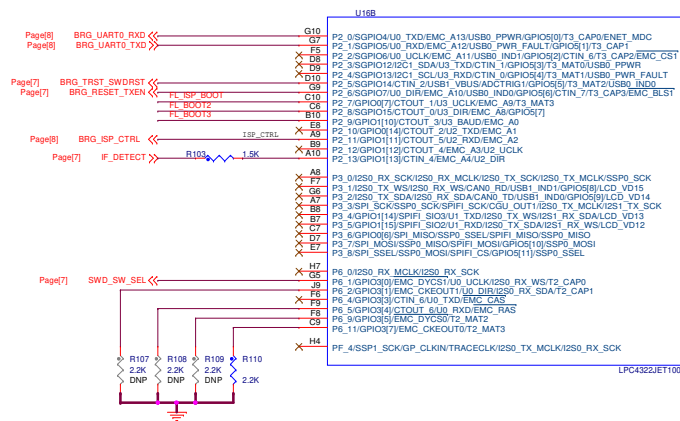 U16B
Page[8] BRG_UART0_RXD G10 P2_0/SGPIO4/U0_TXD/EMC_A13/USB0_PPWR/GPIO5[0]/T3_CAP0/ENET_MDC
Page[8] BRG_UART0_TXD G7 P2_1/SGPIO5/U0_RXD/EMC_A12/USB0_PWR_FAULT/GPIO5[1]/T3_CAP1
F5 P2_2/SGPIO6/U0_UCLK/EMC_A11/USB0_IND1/GPIO5[2]/CTIN_6/T3_CAP2/EMC_CS1
D8 P2_3/SGPIO12/I2C1_SDA/U3_TXD/CTIN_1/GPIO5[3]/T3_MAT0/USB0_PPWR
D9 P2_4/SGPIO13/I2C1_SCL/U3_RXD/CTIN_0/GPIO5[4]/T3_MAT1/USB0_PWR_FAULT
Page[7] BRG_TRST_SWDRST D10 P2_5/SGPIO14/CTIN_2/USB1_VBUS/ADCTRIG1/GPIO5[5]/T3_MAT2/USB0_IND0
Page[7] BRG_RESET_TXEN G9 P2_6/SGPIO7/U0_DIR/EMC_A10/USB0_IND0/GPIO5[6]/CTIN_7/T3_CAP3/EMC_BLS1
FL_ISP_BOOT C10 P2_7/GPIO0[7]/CTOUT_1/U3_UCLK/EMC_A9/T3_MAT3
FL_BOOT2 C6 P2_8/SGPIO15/CTOUT_0/U3_DIR/EMC_A8/GPIO5[7]
FL_BOOT3 B10 P2_9/GPIO1[10]/CTOUT_3/U3_BAUD/EMC_A0
E8 P2_10/GPIO0[14]/CTOUT_2/U2_TXD/EMC_A1
Page[8] BRG_ISP_CTRL ISP_CTRL A9 P2_11/GPIO1[11]/CTOUT_5/U2_RXD/EMC_A2
B9 P2_12/GPIO1[12]/CTOUT_4/EMC_A3/U2_UCLK
Page[7] IF_DETECT R103 1.5K A10 P2_13/GPIO1[13]/CTIN_4/EMC_A4/U2_DIR
A8 P3_0/I2S0_RX_SCK/I2S0_RX_MCLK/I2S0_TX_SCK/I2S0_TX_MCLK/SSP0_SCK
F7 P3_1/I2S0_TX_WS/I2S0_RX_WS/CAN0_RD/USB1_IND1/GPIO5[8]/LCD_VD15
G6 P3_2/I2S0_TX_SDA/I2S0_RX_SDA/CAN0_TD/USB1_IND0/GPIO5[9]/LCD_VD14
A7 P3_3/SPI_SCK/SSP0_SCK/SPIFI_SCK/CGU_OUT1/I2S0_TX_MCLK/I2S1_TX_SCK
B8 P3_4/GPIO1[14]/SPIFI_SIO3/U1_TXD/I2S0_TX_WS/I2S1_RX_SDA/LCD_VD13
B7 P3_5/GPIO1[15]/SPIFI_SIO2/U1_RXD/I2S0_TX_SDA/I2S1_RX_WS/LCD_VD12
C7 P3_6/GPIO0[6]/SPI_MISO/SSP0_SSEL/SPIFI_MISO/SSP0_MISO
D7 P3_7/SPI_MOSI/SSP0_MISO/SPIFI_MOSI/GPIO5[10]/SSP0_MOSI
E7 P3_8/SPI_SSEL/SSP0_MOSI/SPIFI_CS/GPIO5[11]/SSP0_SSEL
H7 P6_0/I2S0_RX_MCLK/I2S0_RX_SCK
Page[7] SWD_SW_SEL G5 P6_1/GPIO3[0]/EMC_DYCS1/U0_UCLK/I2S0_RX_WS/T2_CAP0
J9 P6_2/GPIO3[1]/EMC_CKEOUT1/U0_DIR/I2S0_RX_SDA/T2_CAP1
F6 P6_4/GPIO3[3]/CTIN_6/U0_TXD/EMC_CAS
F9 P6_5/GPIO3[4]/CTOUT_6/U0_RXD/EMC_RAS
F8 P6_9/GPIO3[5]/EMC_DYCS0/T2_MAT2
C9 P6_11/GPIO3[7]/EMC_CKEOUT0/T2_MAT3
H4 PF_4/SSP1_SCK/GP_CLKIN/TRACECLK/I2S0_TX_MCLK/I2S0_RX_SCK
R107 R108 R109 R110
2.2K 2.2K 2.2K 2.2K
DNP DNP DNP
LPC4322JET100